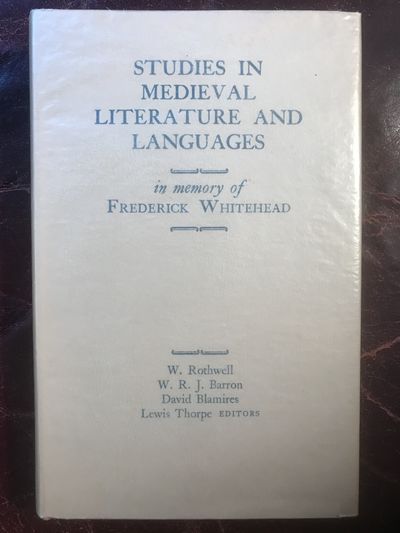 STUDIES IN
MEDIEVAL
LITERATURE AND
LANGUAGES
in memory of
FREDERICK WHITEHEAD
W. Rothwell
W. R. J. Barron
David Blamires
Lewis Thorpe EDITORS